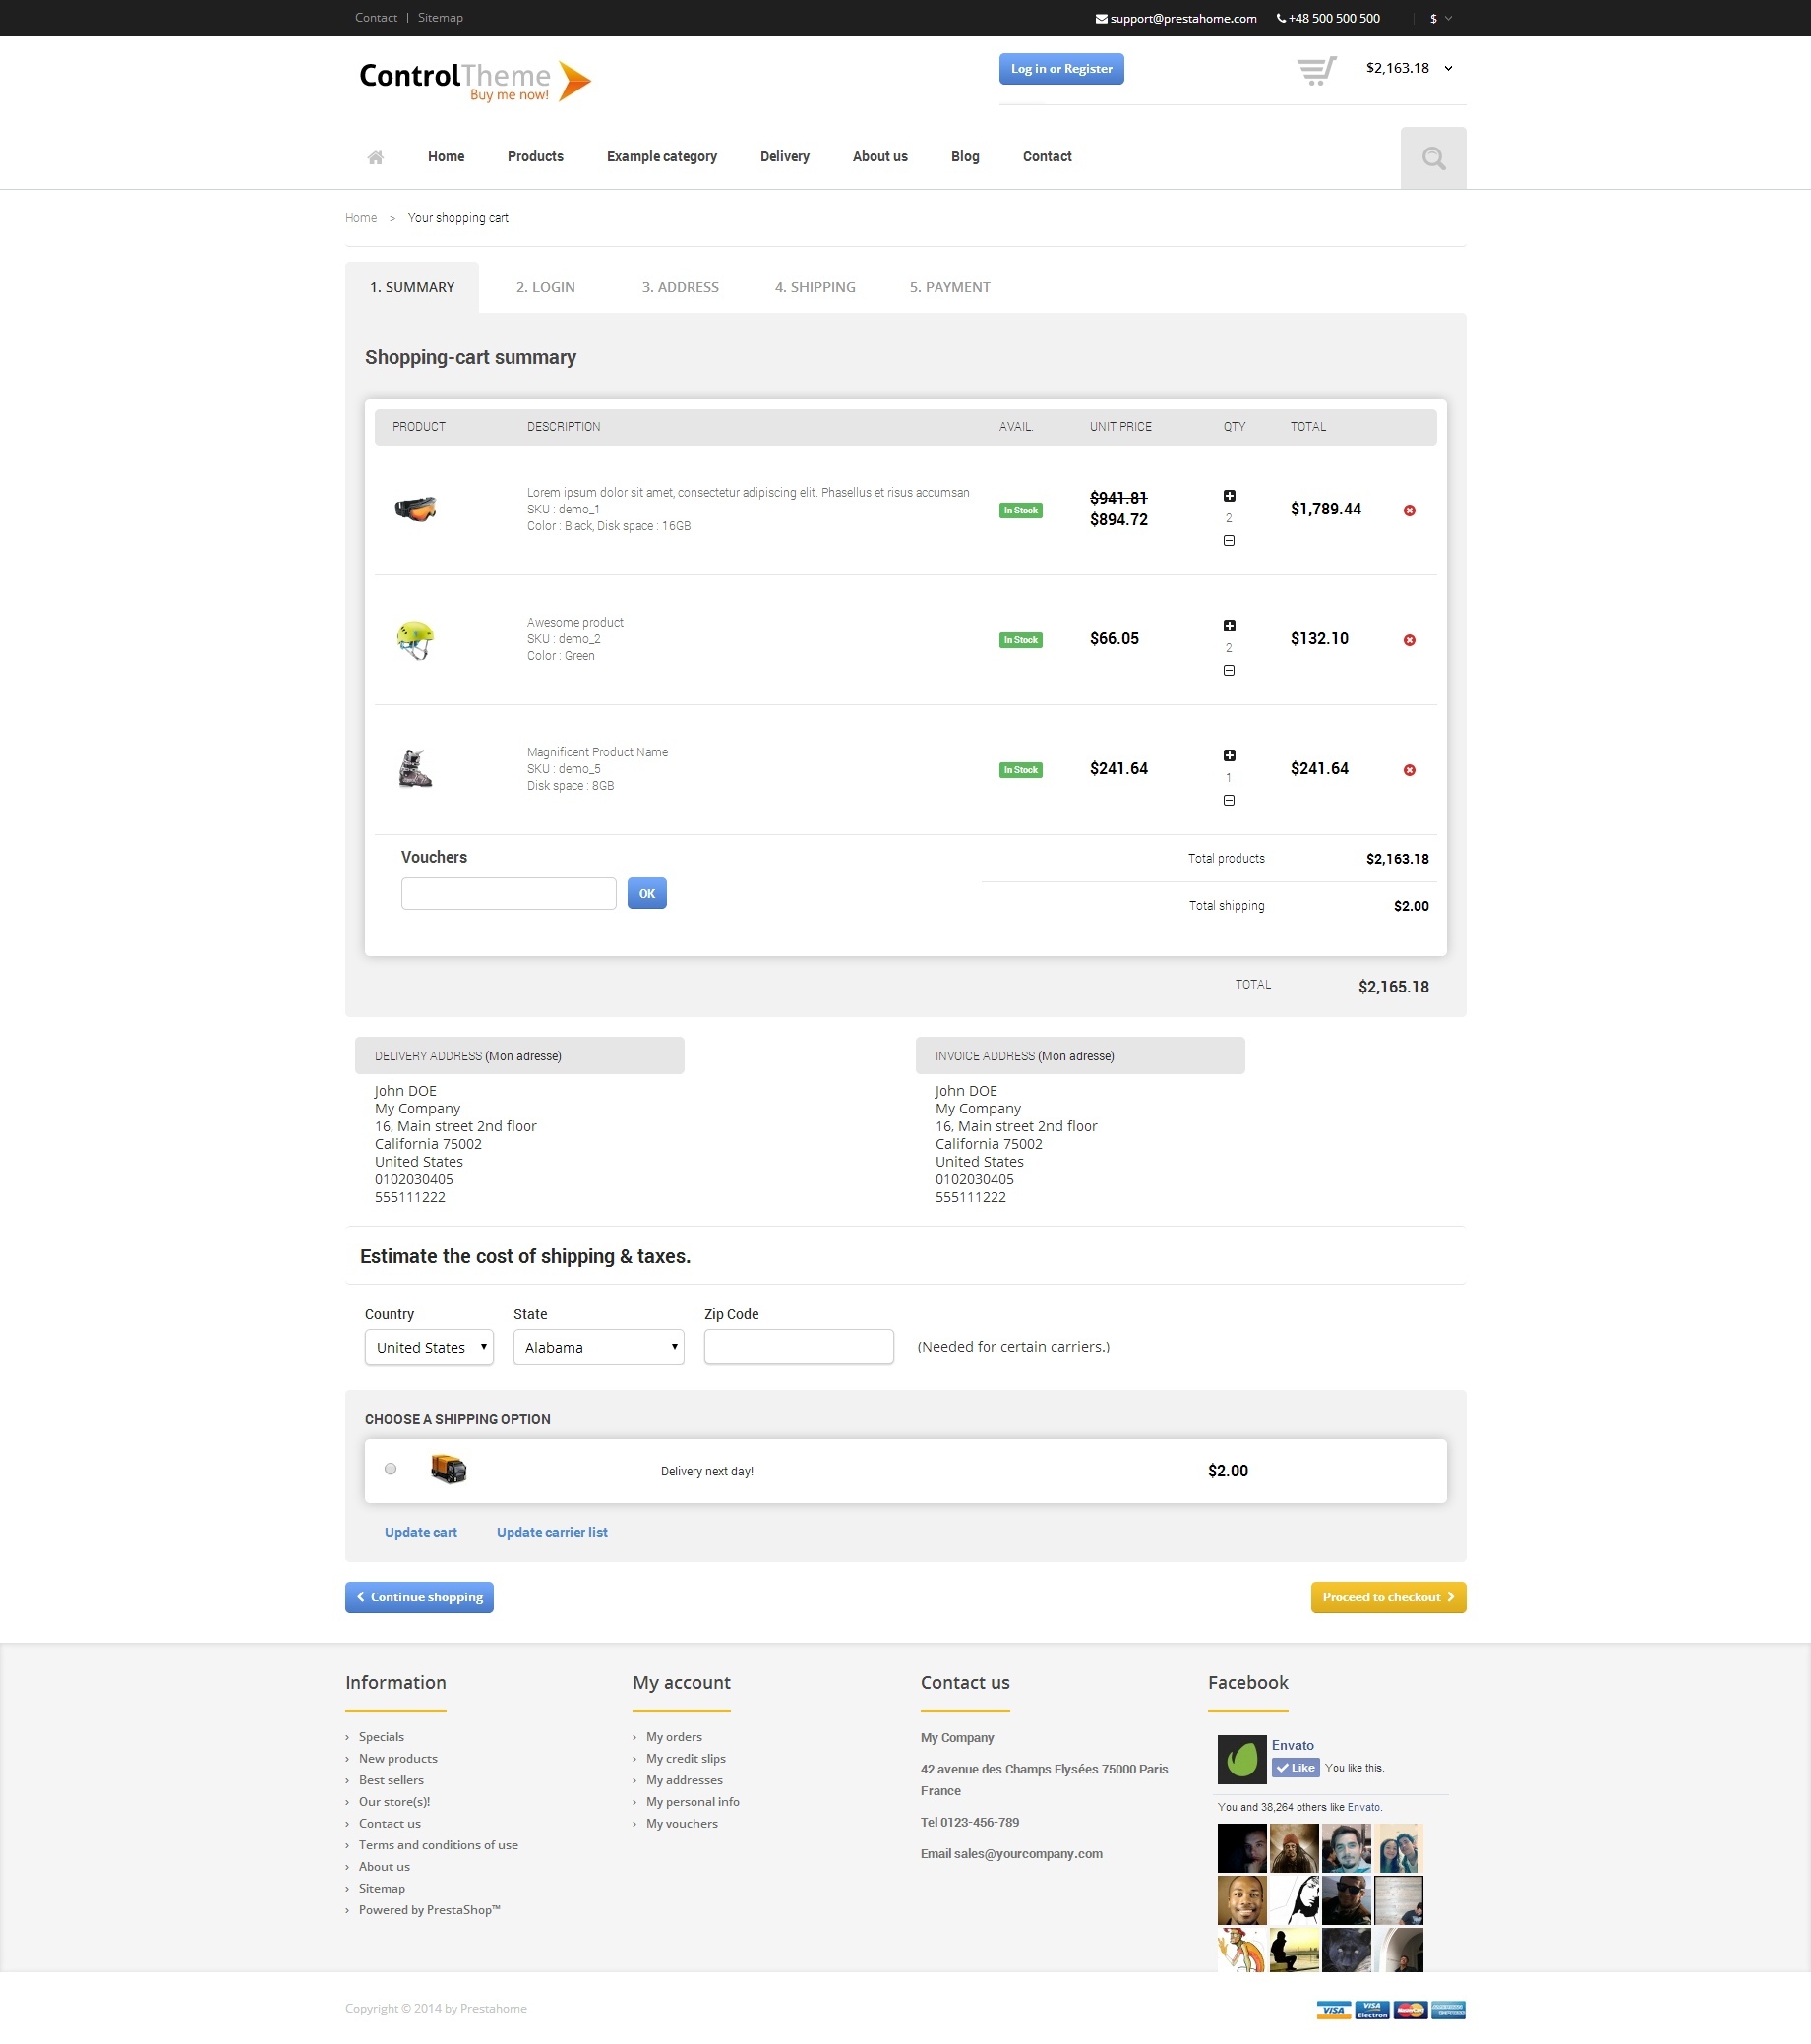 Contact | Sitemap
support@prestahome.com +48 500 500 500 $
ControlTheme
Buy me now!
Log in or Register
$2,163.18
Home Products Example category Delivery About us Blog Contact
Home > Your shopping cart
1. SUMMARY 2. LOGIN 3. ADDRESS 4. SHIPPING 5. PAYMENT
Shopping-cart summary
PRODUCT DESCRIPTION AVAIL. UNIT PRICE QTY TOTAL
Lorem ipsum dolor sit amet, consectetur adipiscing elit. Phasellus et risus accumsan
SKU : demo_1
Color : Black, Disk space : 16GB
In Stock
$941.81
$894.72
2
$1,789.44
Awesome product
SKU : demo_2
Color : Green
In Stock
$66.05
2
$132.10
Magnificent Product Name
SKU : demo_5
Disk space : 8GB
In Stock
$241.64
1
$241.64
Vouchers
OK
Total products $2,163.18
Total shipping $2.00
TOTAL $2,165.18
DELIVERY ADDRESS (Mon adresse)
John DOE
My Company
16, Main street 2nd floor
California 75002
United States
0102030405
555111222
INVOICE ADDRESS (Mon adresse)
John DOE
My Company
16, Main street 2nd floor
California 75002
United States
0102030405
555111222
Estimate the cost of shipping & taxes.
Country State Zip Code
United States Alabama (Needed for certain carriers.)
CHOOSE A SHIPPING OPTION
Delivery next day! $2.00
Update cart Update carrier list
Continue shopping Proceed to checkout
Information
Specials
New products
Best sellers
Our store(s)!
Contact us
Terms and conditions of use
About us
Sitemap
Powered by PrestaShop™
My account
My orders
My credit slips
My addresses
My personal info
My vouchers
Contact us
My Company
42 avenue des Champs Elysées 75000 Paris
France
Tel 0123-456-789
Email sales@yourcompany.com
Facebook
Envato
Like You like this.
You and 38,264 others like Envato.
Copyright © 2014 by Prestahome
VISA
VISA Electron
MasterCard
AMERICAN EXPRESS